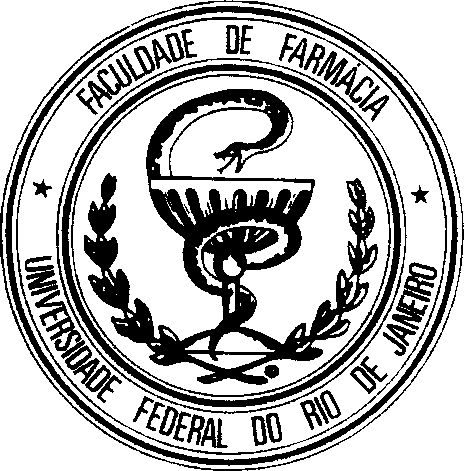 FACULDADE DE FARMÁCIA
UNIVERSIDADE FEDERAL DO RIO DE JANEIRO